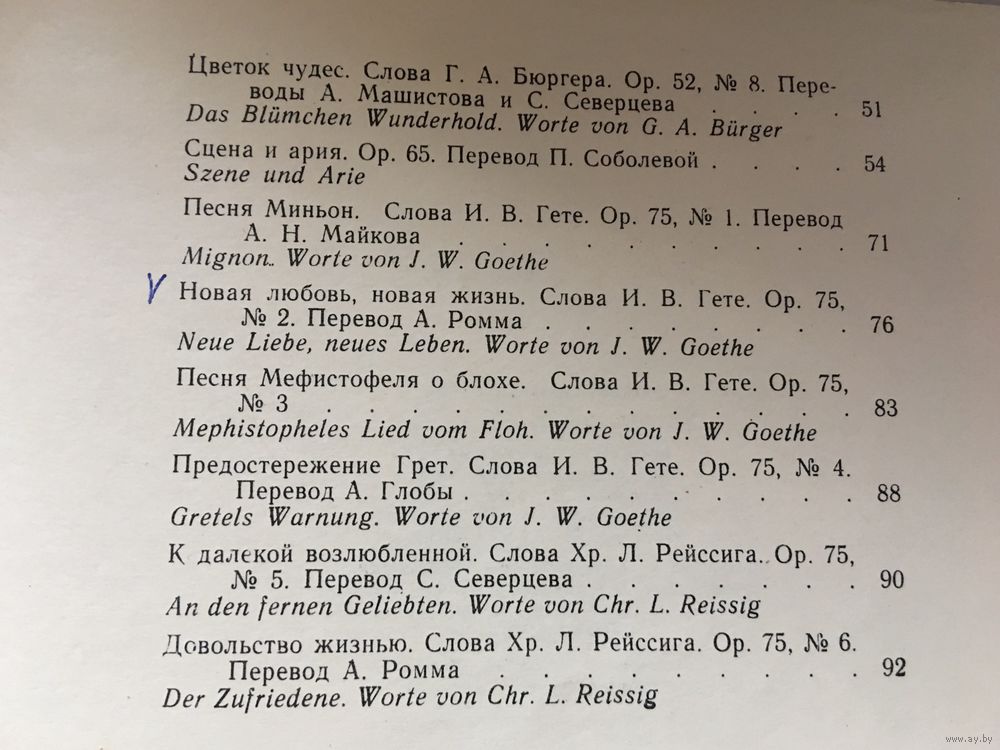 Цветок чудес. Слова Г. А. Бюргера. Op. 52, № 8. Пере-
воды А. Машистова и С. Северцева . . . . 51
Das Blümchen Wunderhold. Worte von G. A. Bürger
Сцена и ария. Op. 65. Перевод П. Соболевой . . . . 54
Szene und Arie
Песня Миньон. Слова И. В. Гете. Op. 75, № 1. Перевод
А. Н. Майкова . . . . . . . . . . 71
Mignon. Worte von J. W. Goethe
Новая любовь, новая жизнь. Слова И. В. Гете. Op. 75,
№ 2. Перевод А. Ромма . . . . . . . . 76
Neue Liebe, neues Leben. Worte von J. W. Goethe
Песня Мефистофеля о блохе. Слова И. В. Гете. Op. 75,
№ 3 . . . . . . . . . . . . . 83
Mephistopheles Lied vom Floh. Worte von J. W. Goethe
Предостережение Грет. Слова И. В. Гете. Op. 75, № 4.
Перевод А. Глобы . . . . . . . . . . 88
Gretels Warnung. Worte von J. W. Goethe
К далекой возлюбленной. Слова Хр. Л. Рейссига. Op. 75,
№ 5. Перевод С. Северцева . . . . . . . 90
An den fernen Geliebten. Worte von Chr. L. Reissig
Довольство жизнью. Слова Хр. Л. Рейссига. Op. 75, № 6.
Перевод А. Ромма . . . . . . . . . 92
Der Zufriedene. Worte von Chr. L. Reissig
www.ay.by